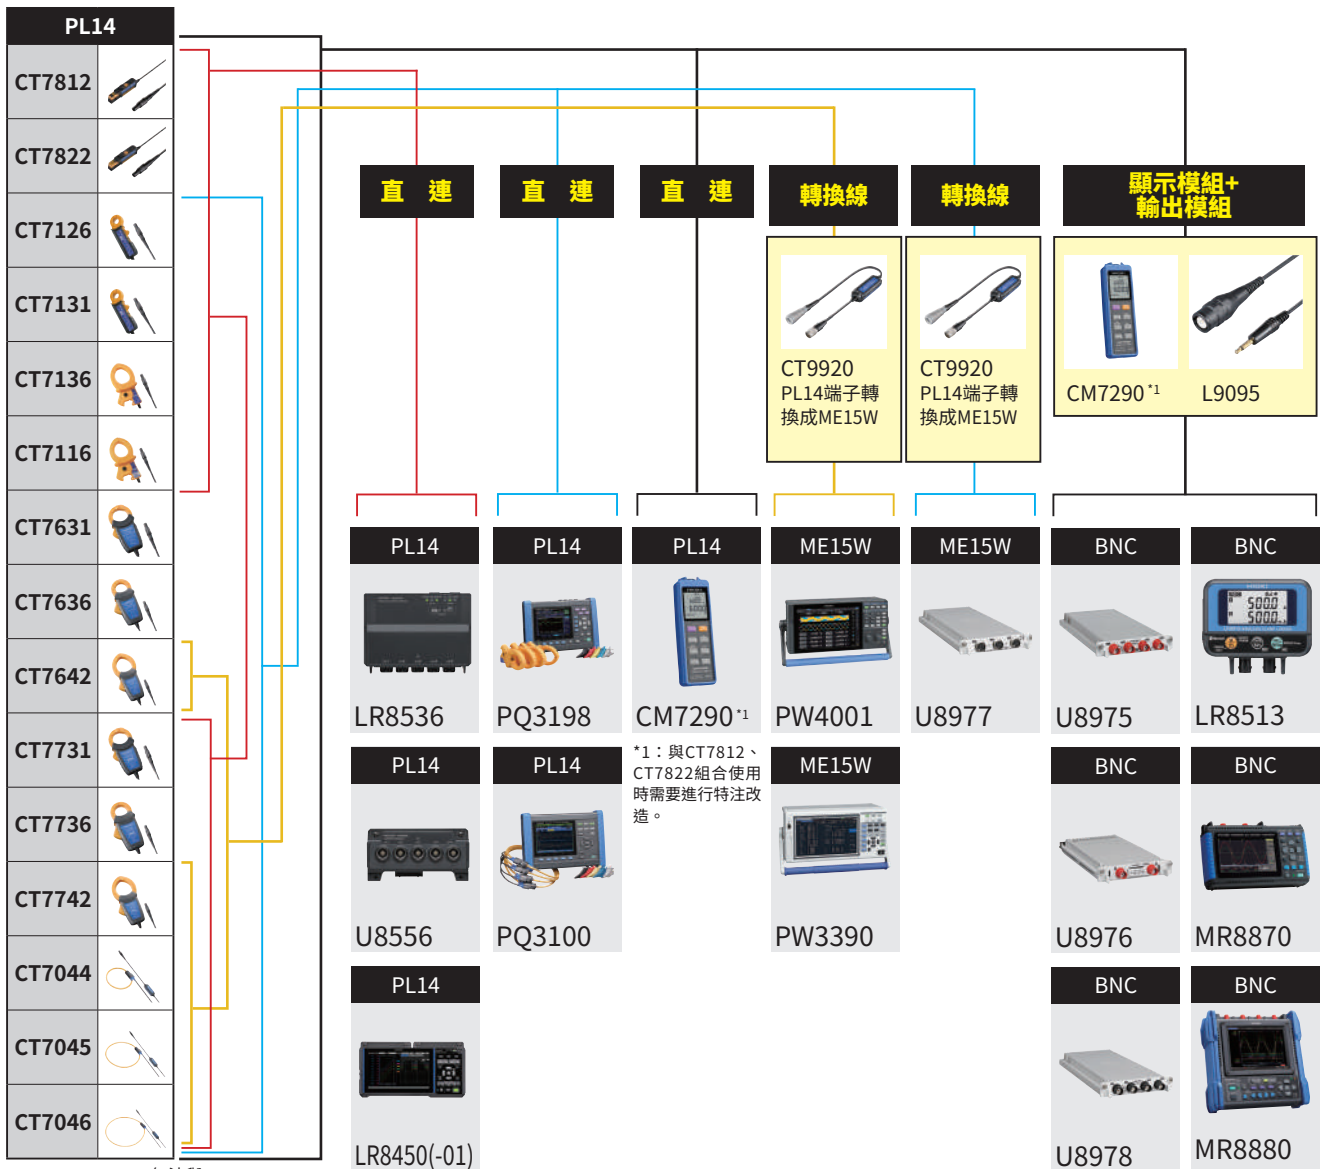 PL14
CT7812
CT7822
CT7126
CT7131
CT7136
CT7116
CT7631
CT7636
CT7642
CT7731
CT7736
CT7742
CT7044
CT7045
CT7046
直 連
直 連
直 連
轉換線
轉換線
顯示模組+
輸出模組
CT9920
PL14端子轉
換成ME15W
CT9920
PL14端子轉
換成ME15W
CM7290 *1
L9095
PL14
LR8536
PL14
U8556
PL14
LR8450(-01)
PL14
PQ3198
PL14
PQ3100
PL14
CM7290 *1
*1：與CT7812、
CT7822組合使用
時需要進行特注改
造。
ME15W
PW4001
ME15W
PW3390
ME15W
U8977
BNC
U8975
BNC
U8976
BNC
U8978
BNC
LR8513
BNC
MR8870
BNC
MR8880